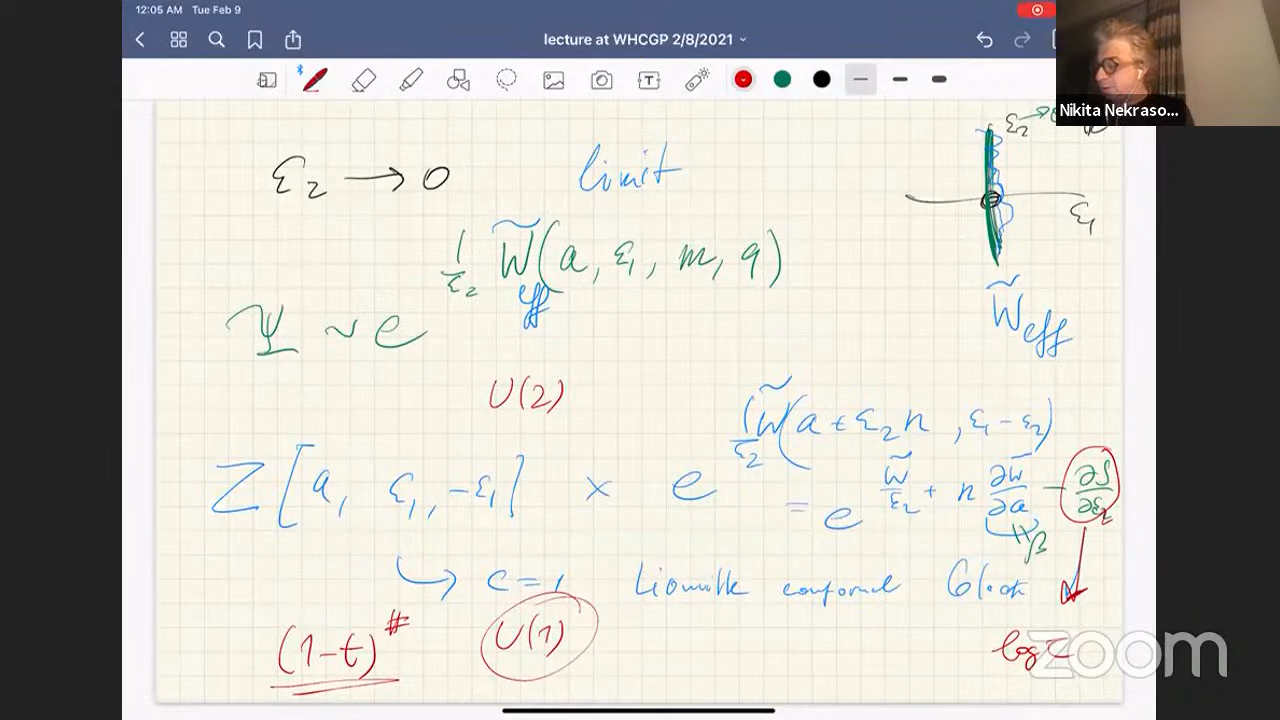 12:05 AM Tue Feb 9
lecture at WHCGP 2/8/2021
Nikita Nekraso...
ε₂ → 0 limit
ε₂
ε₁
1/ε₂ W̃eff(a, ε₁, m, q)
Ψ ~ e
W̃eff
U(2)
Z[a, ε₁, -ε₁] × e
1/ε₂ W̃(a + ε₂n, ε₁-ε₂)
= e W̃/ε₂ + n ∂W̃/∂a - ∂S/∂ε₂
β
c=1 Liouville conformal block
(1-t)^#
U(1)
log τ
zoom